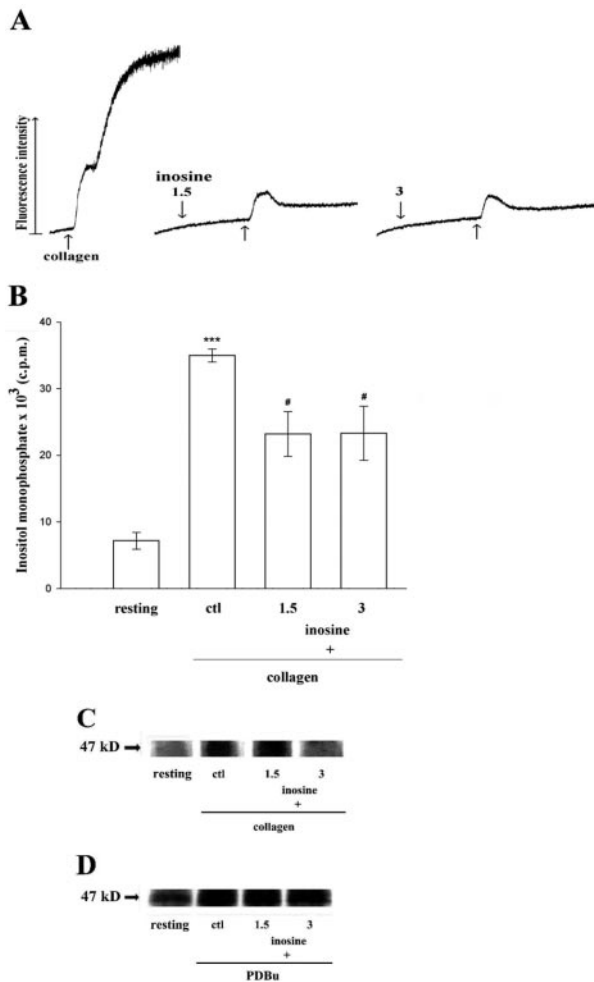 A
Fluorescence intensity
collagen
inosine
1.5
3
B
Inositol monophosphate x 10³ (c.p.m.)
40
30
20
10
0
***
#
#
resting ctl 1.5 3
inosine
+
collagen
C
47 kD
resting ctl 1.5 3
inosine
+
collagen
D
47 kD
resting ctl 1.5 3
inosine
+
PDBu